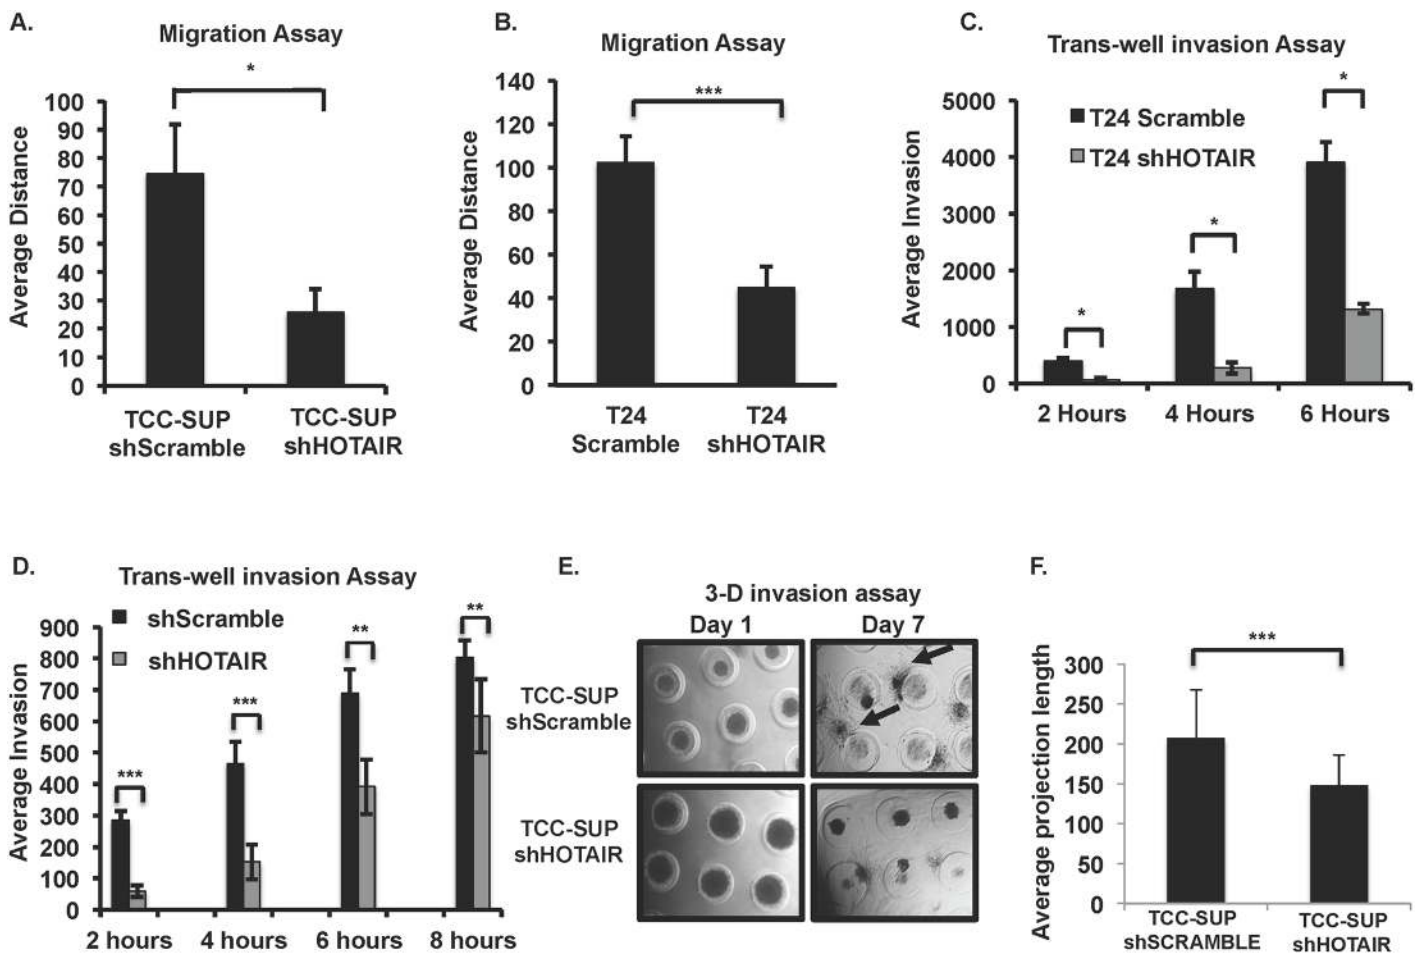 A.
Migration Assay
*
Average Distance
100
90
80
70
60
50
40
30
20
10
0
TCC-SUP
shScramble
TCC-SUP
shHOTAIR
B.
Migration Assay
***
Average Distance
140
120
100
80
60
40
20
0
T24
Scramble
T24
shHOTAIR
C.
Trans-well invasion Assay
T24 Scramble
T24 shHOTAIR
*
*
*
Average Invasion
5000
4000
3000
2000
1000
0
2 Hours
4 Hours
6 Hours
D.
Trans-well invasion Assay
shScramble
shHOTAIR
***
***
**
**
Average Invasion
900
800
700
600
500
400
300
200
100
0
2 hours
4 hours
6 hours
8 hours
E.
3-D invasion assay
Day 1
Day 7
TCC-SUP
shScramble
TCC-SUP
shHOTAIR
F.
***
Average projection length
300
250
200
150
100
50
0
TCC-SUP
shSCRAMBLE
TCC-SUP
shHOTAIR